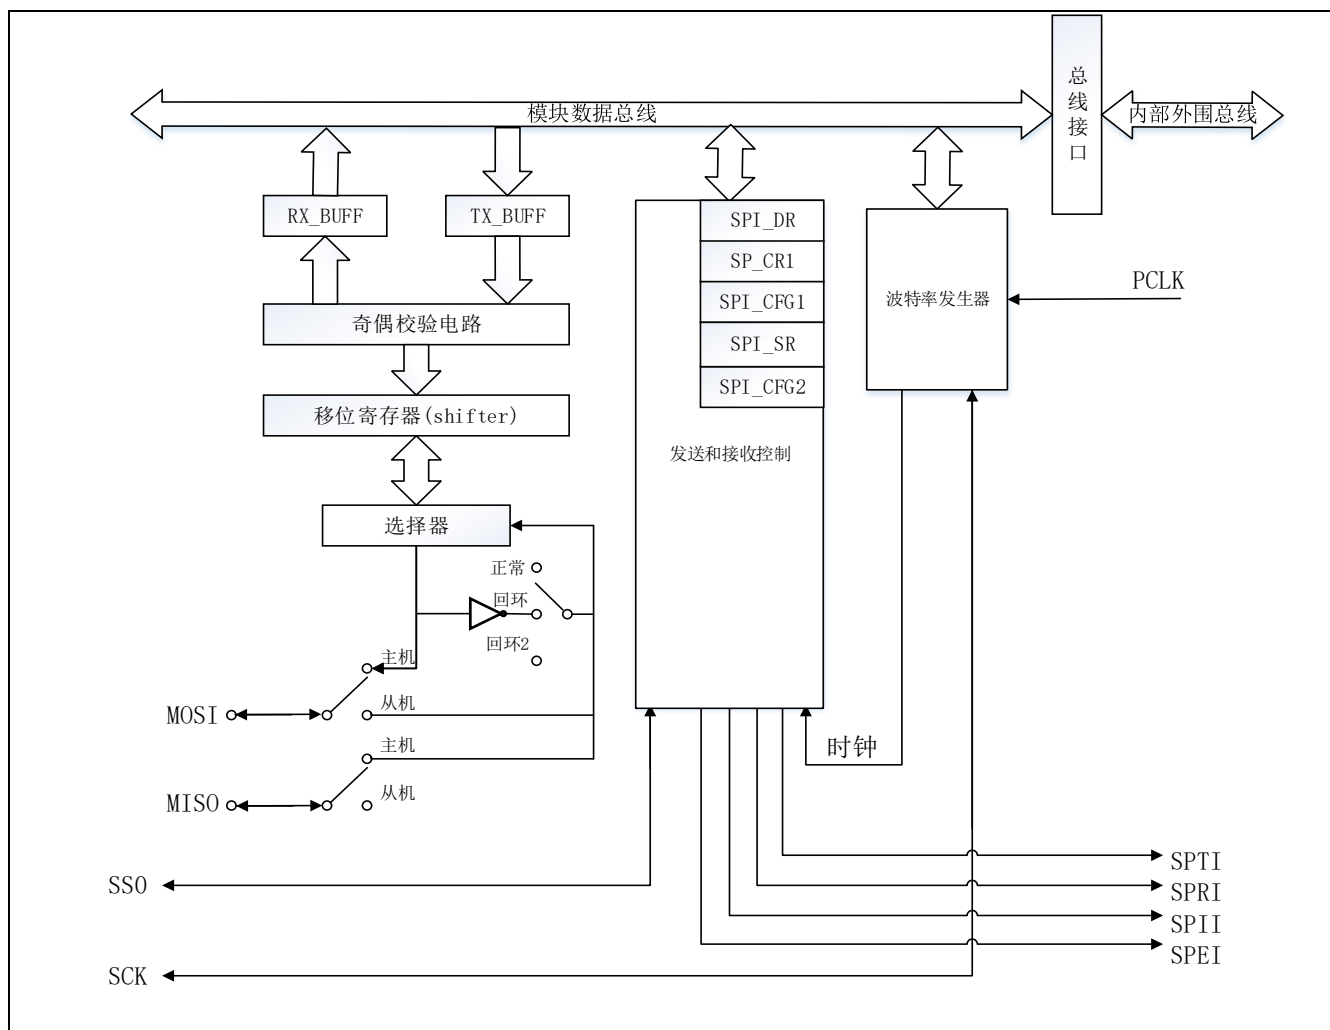 总线接口
模块数据总线
内部外围总线
RX_BUFF
TX_BUFF
SPI_DR
SP_CR1
SPI_CFG1
SPI_SR
SPI_CFG2
发送和接收控制
波特率发生器
PCLK
奇偶校验电路
移位寄存器(shifter)
选择器
正常
回环
回环2
主机
MOSI
从机
主机
MISO
从机
时钟
SSO
SCK
SPTI
SPRI
SPII
SPEI